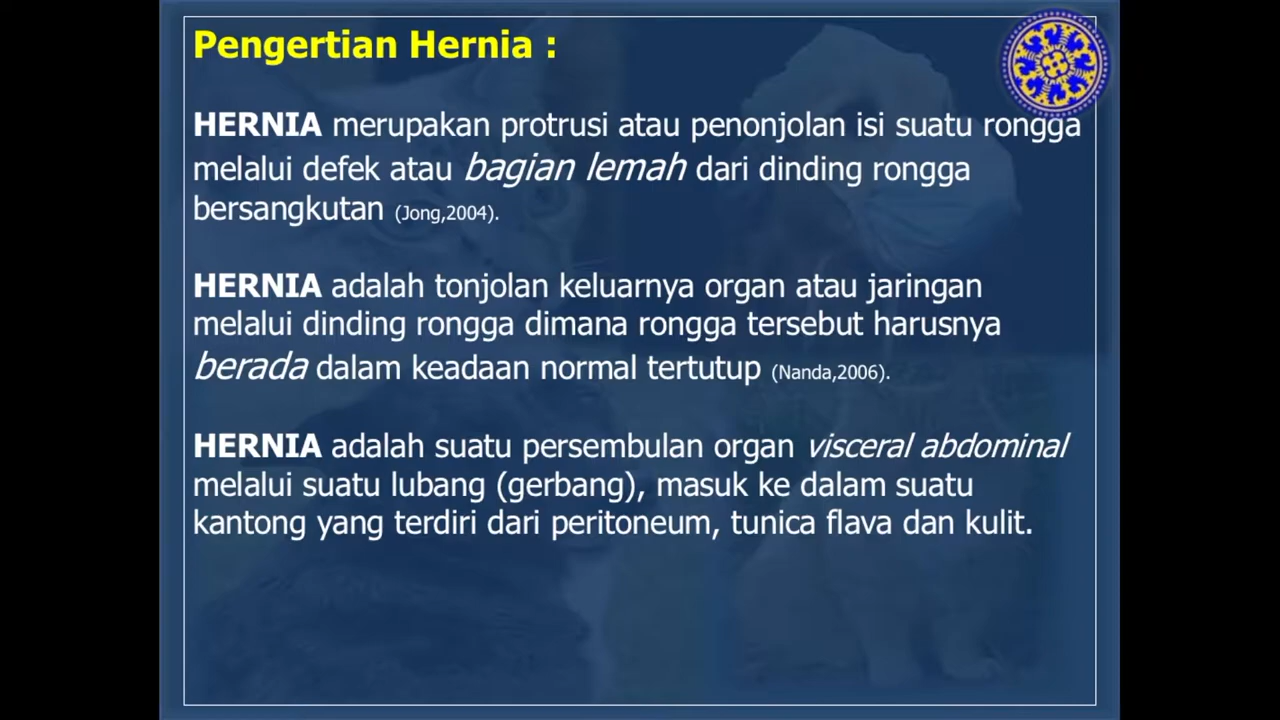 Pengertian Hernia :
HERNIA merupakan protrusi atau penonjolan isi suatu rongga
melalui defek atau bagian lemah dari dinding rongga
bersangkutan (Jong,2004).
HERNIA adalah tonjolan keluarnya organ atau jaringan
melalui dinding rongga dimana rongga tersebut harusnya
berada dalam keadaan normal tertutup (Nanda,2006).
HERNIA adalah suatu persembulan organ visceral abdominal
melalui suatu lubang (gerbang), masuk ke dalam suatu
kantong yang terdiri dari peritoneum, tunica flava dan kulit.